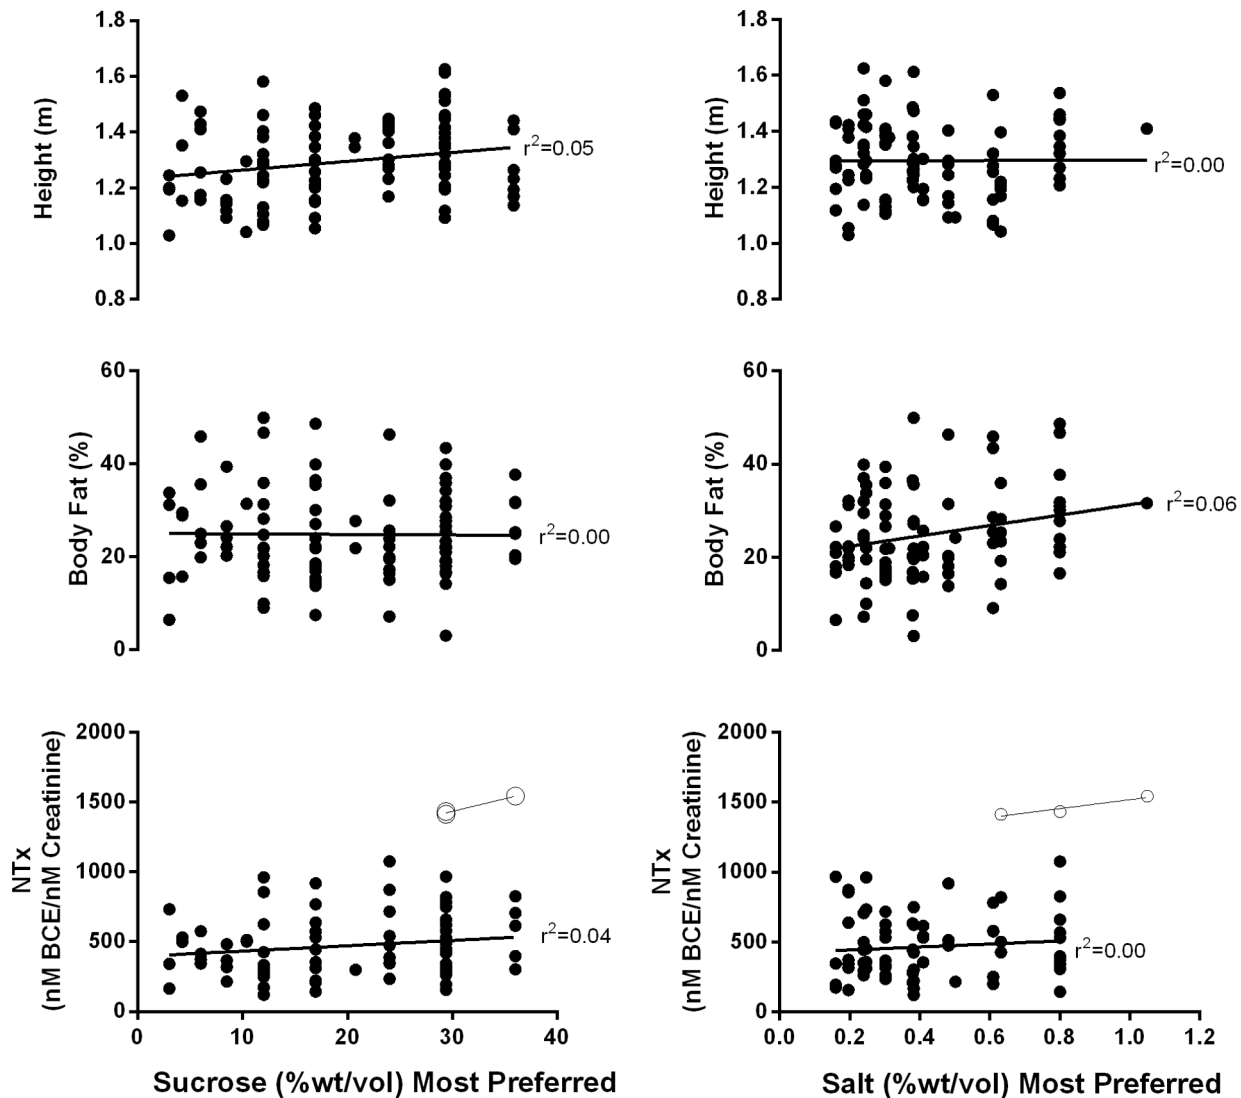 1.8
1.6
1.4
1.2
1.0
0.8
Height (m)
r²=0.05
1.8
1.6
1.4
1.2
1.0
0.8
Height (m)
r²=0.00
60
40
20
0
Body Fat (%)
r²=0.00
60
40
20
0
Body Fat (%)
r²=0.06
2000
1500
1000
500
0
NTx
(nM BCE/nM Creatinine)
r²=0.04
0 10 20 30 40
Sucrose (%wt/vol) Most Preferred
2000
1500
1000
500
0
NTx
(nM BCE/nM Creatinine)
r²=0.00
0.0 0.2 0.4 0.6 0.8 1.0 1.2
Salt (%wt/vol) Most Preferred